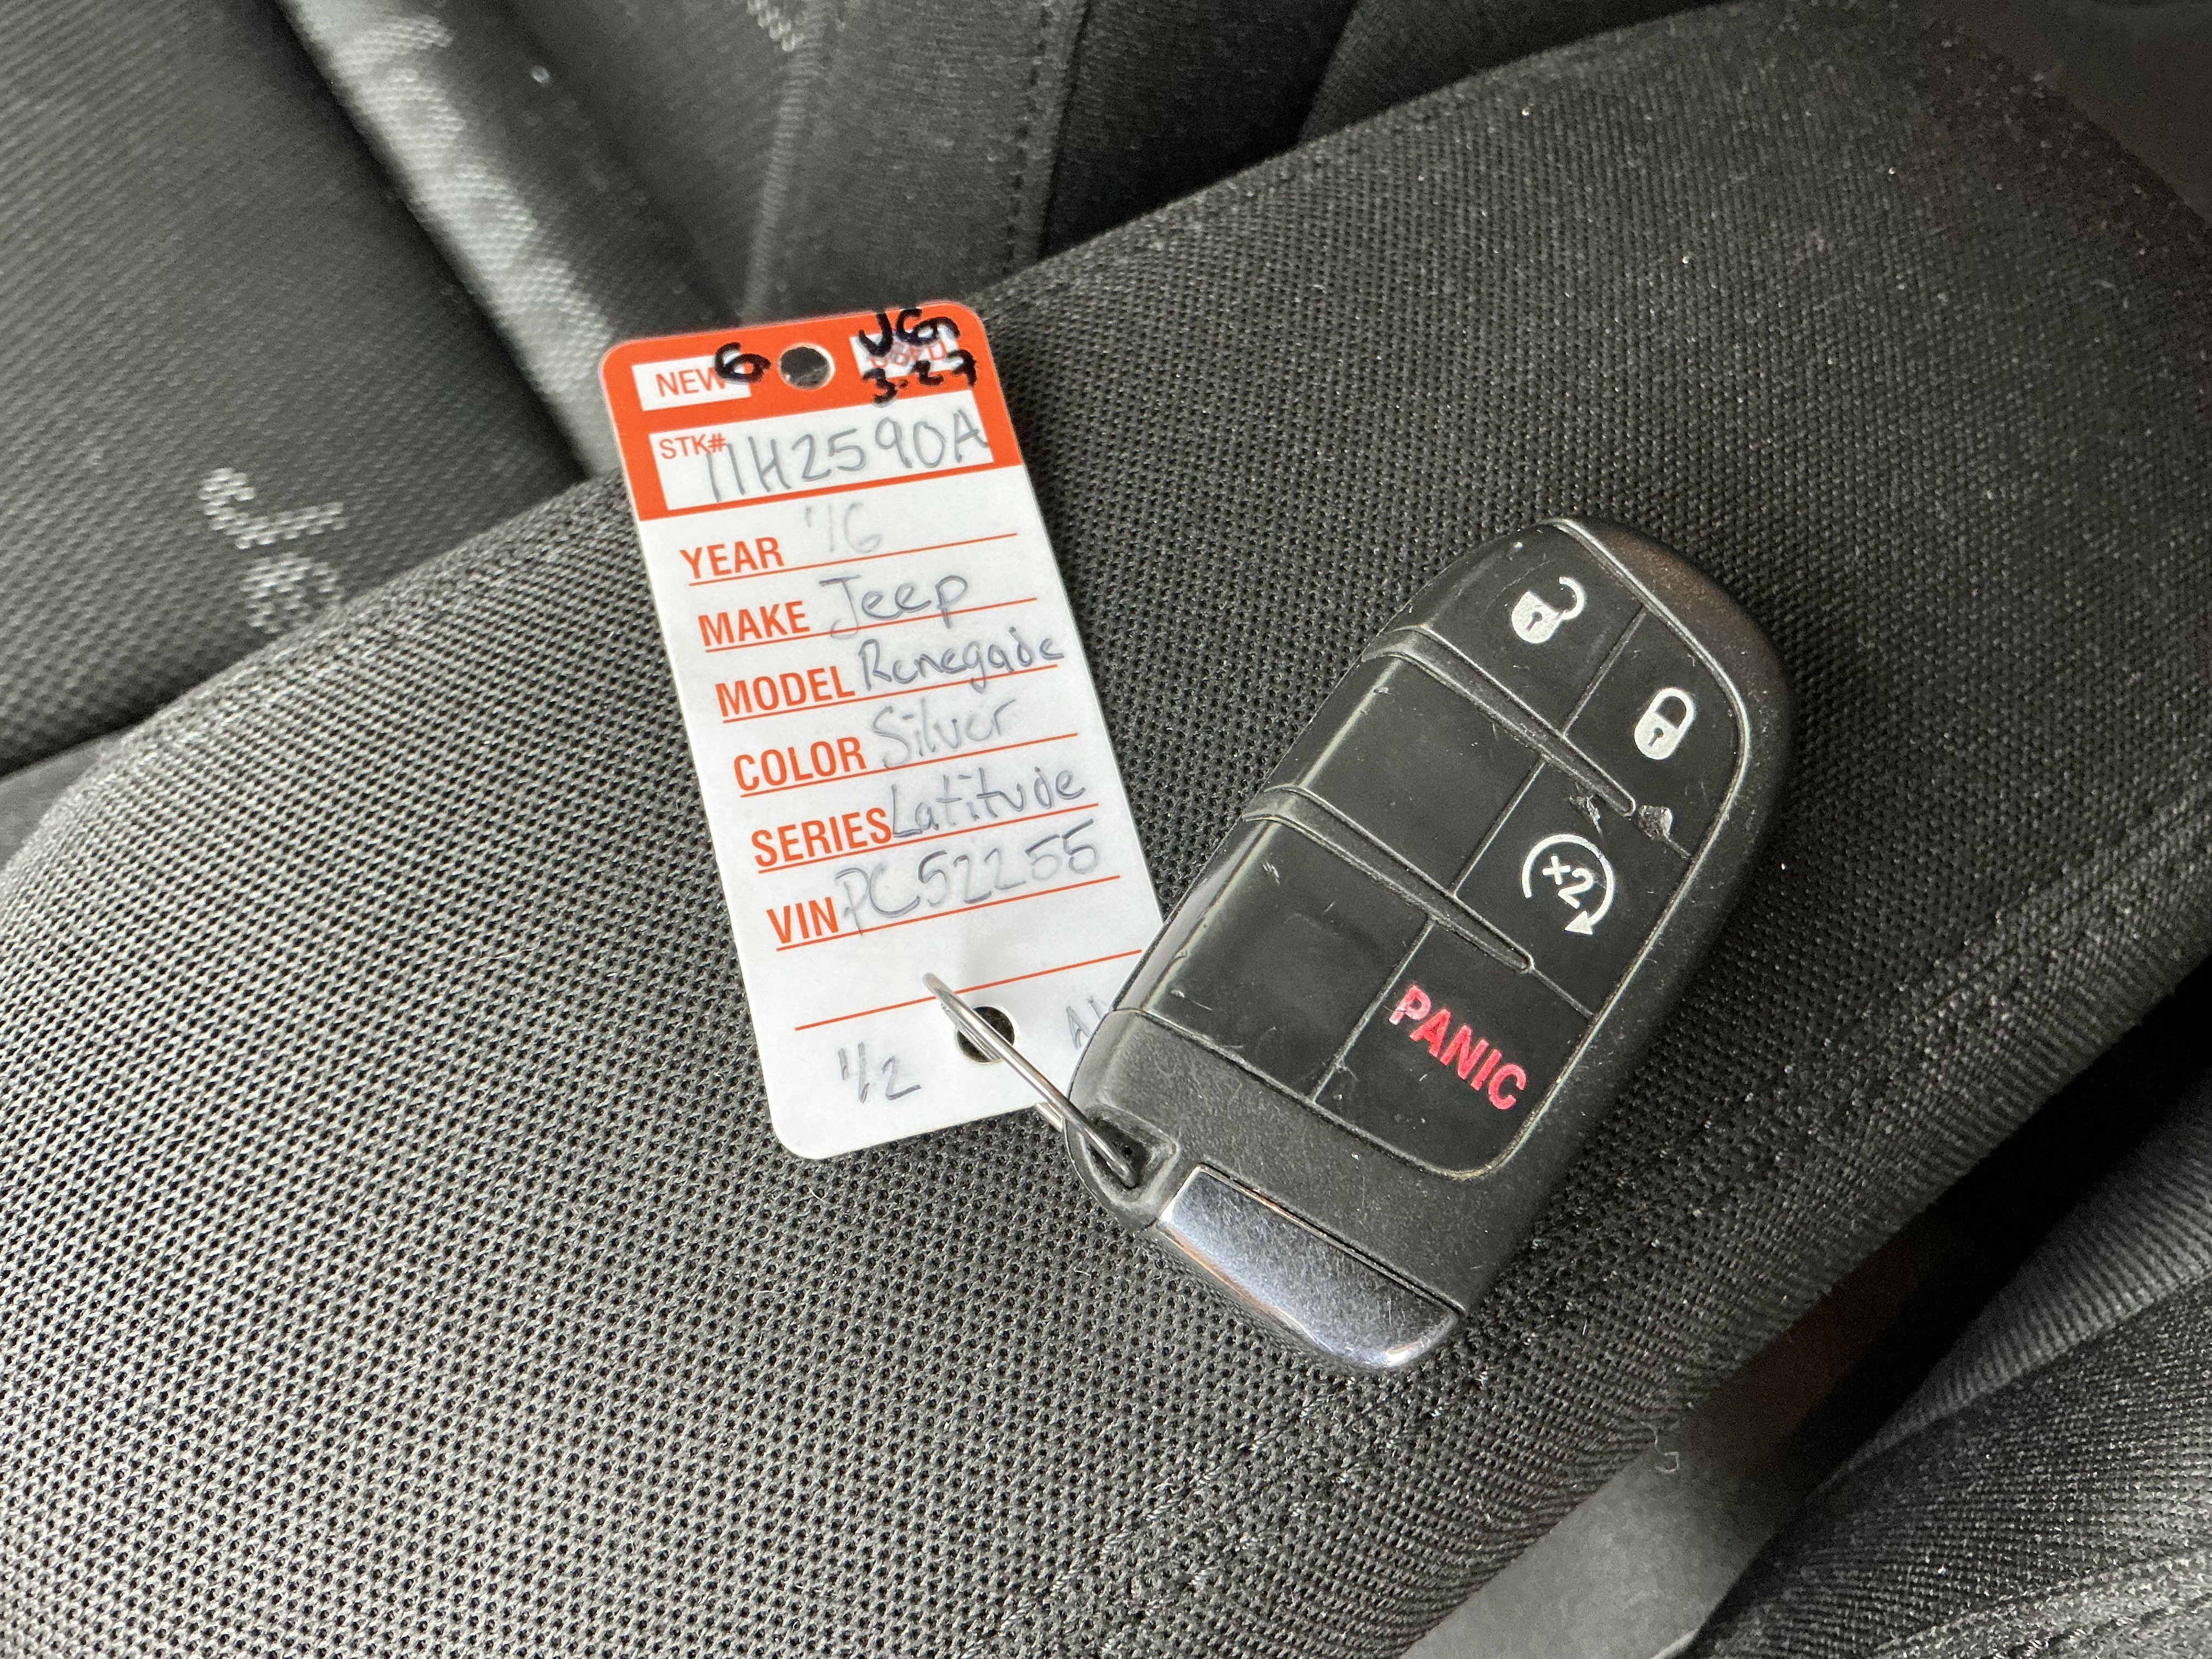 NEW 6 JG
3-27
STK# 11H2590A
YEAR '16
MAKE Jeep
MODEL Renegade
COLOR Silver
SERIES Latitude
VIN PC52255
1/2
×2
PANIC